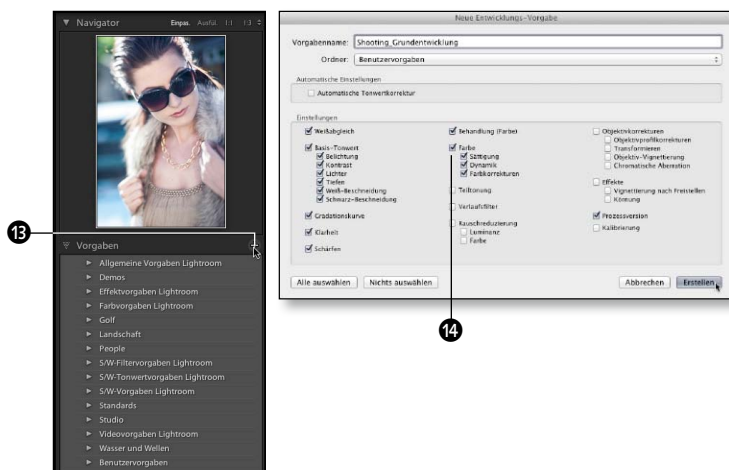 Navigator
Einpas. Ausfül. 1:1 1:3
13
Vorgaben
Allgemeine Vorgaben Lightroom
Demos
Effektvorgaben Lightroom
Farbvorgaben Lightroom
Golf
Landschaft
People
S/W-Filtervorgaben Lightroom
S/W-Tonwertvorgaben Lightroom
S/W-Vorgaben Lightroom
Standards
Studio
Videovorgaben Lightroom
Wasser und Wellen
Benutzervorgaben
Neue Entwicklungs-Vorgabe
Vorgabenname: Shooting_Grundentwicklung
Ordner: Benutzervorgaben
Automatische Einstellungen
Automatische Tonwertkorrektur
Einstellungen
Weißabgleich
Basis-Tonwert
Belichtung
Kontrast
Lichter
Tiefen
Weiß-Beschneidung
Schwarz-Beschneidung
Gradationskurve
Klarheit
Schärfen
Behandlung (Farbe)
Farbe
Sättigung
Dynamik
Farbkorrekturen
Teiltonung
Verlaufsfilter
Rauschreduzierung
Luminanz
Farbe
Objektivkorrekturen
Objektivprofilkorrekturen
Transformieren
Objektiv-Vignettierung
Chromatische Aberration
Effekte
Vignettierung nach Freistellen
Körnung
Prozessversion
Kalibrierung
Alle auswählen Nichts auswählen Abbrechen Erstellen
14